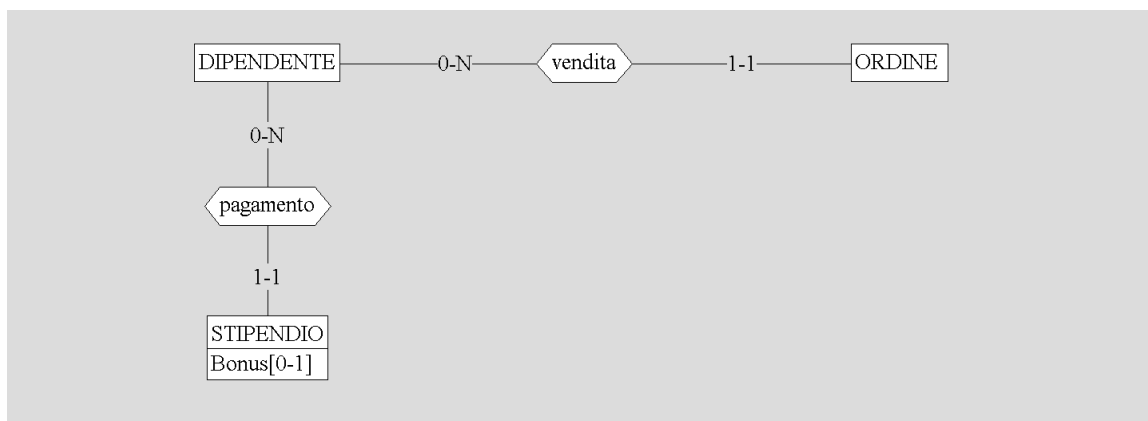 DIPENDENTE
0-N
vendita
1-1
ORDINE
0-N
pagamento
1-1
STIPENDIO
Bonus[0-1]